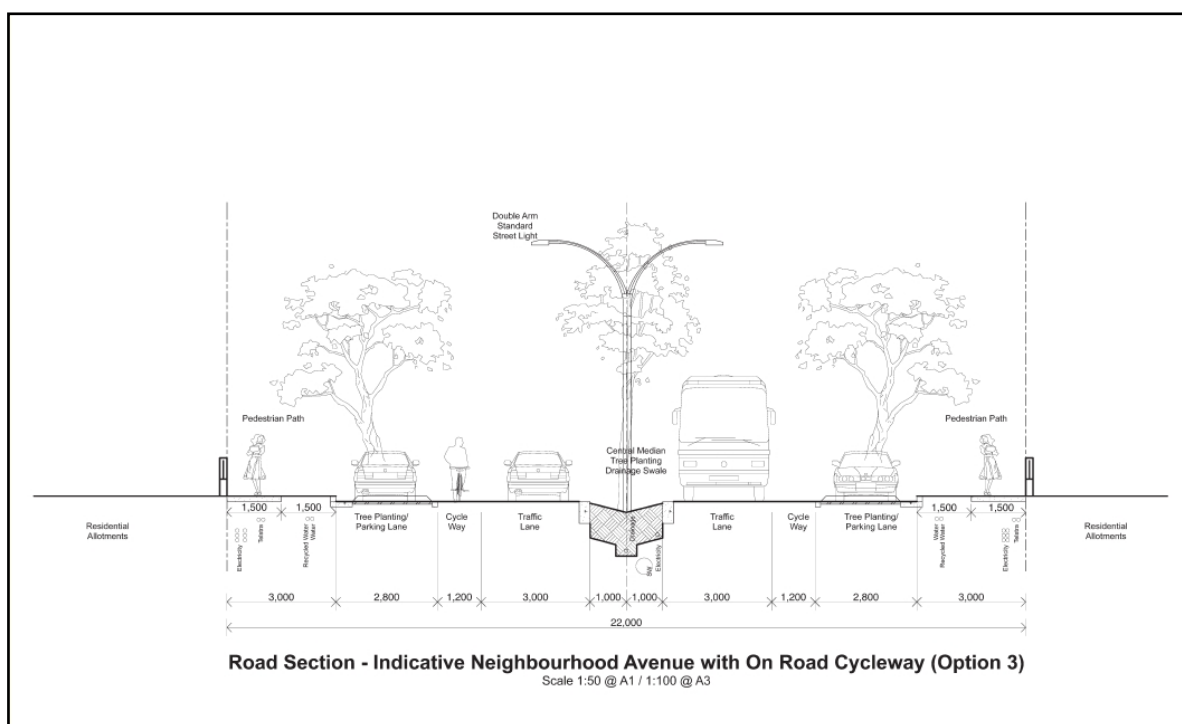 Double Arm
Standard
Street Light
Pedestrian Path
Pedestrian Path
Central Median
Tree Planting
Drainage Swale
1,500
1,500
Tree Planting/
Parking Lane
Cycle
Way
Traffic
Lane
Drainage
Traffic
Lane
Cycle
Way
Tree Planting/
Parking Lane
1,500
1,500
Residential
Allotments
Electricity
Telstra
Recycled Water
Water
SW
Electricity
Water
Recycled Water
Electricity
Telstra
Residential
Allotments
3,000
2,800
1,200
3,000
1,000
1,000
3,000
1,200
2,800
3,000
22,000
Road Section - Indicative Neighbourhood Avenue with On Road Cycleway (Option 3)
Scale 1:50 @ A1 / 1:100 @ A3